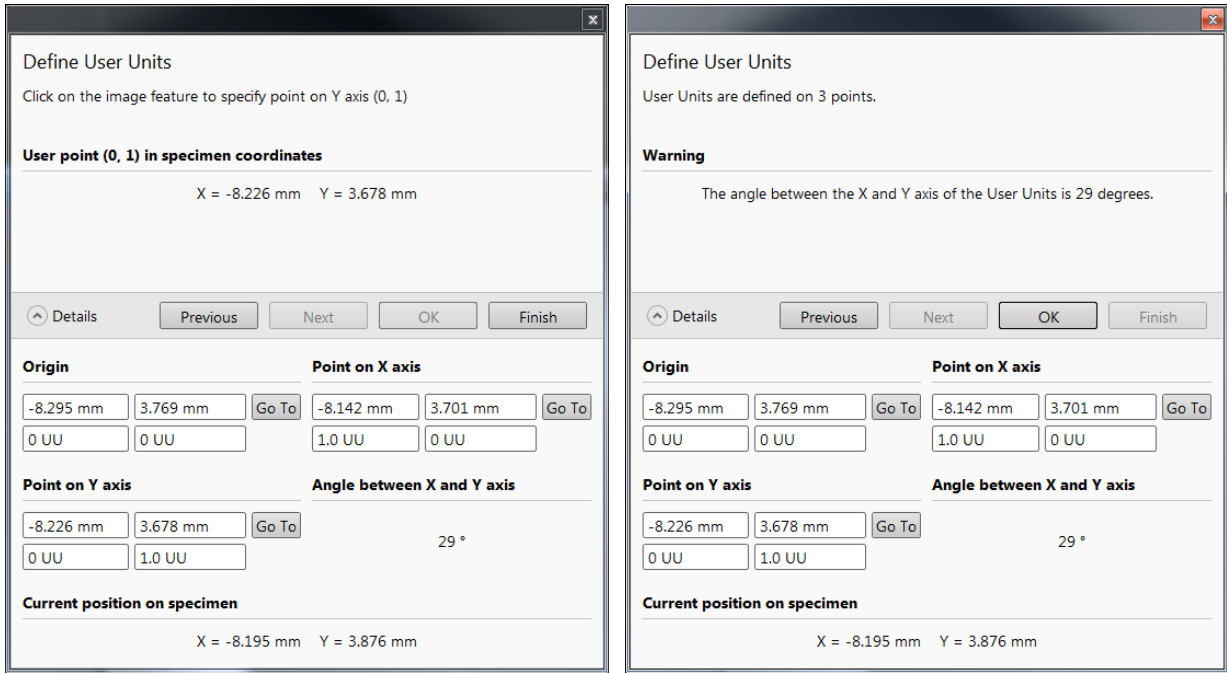 Define User Units
Click on the image feature to specify point on Y axis (0, 1)
User point (0, 1) in specimen coordinates
X = -8.226 mm Y = 3.678 mm
Details Previous Next OK Finish
Origin Point on X axis
-8.295 mm 3.769 mm Go To -8.142 mm 3.701 mm Go To
0 UU 0 UU 1.0 UU 0 UU
Point on Y axis Angle between X and Y axis
-8.226 mm 3.678 mm Go To
29 °
0 UU 1.0 UU
Current position on specimen
X = -8.195 mm Y = 3.876 mm
Define User Units
User Units are defined on 3 points.
Warning
The angle between the X and Y axis of the User Units is 29 degrees.
Details Previous Next OK Finish
Origin Point on X axis
-8.295 mm 3.769 mm Go To -8.142 mm 3.701 mm Go To
0 UU 0 UU 1.0 UU 0 UU
Point on Y axis Angle between X and Y axis
-8.226 mm 3.678 mm Go To
29 °
0 UU 1.0 UU
Current position on specimen
X = -8.195 mm Y = 3.876 mm